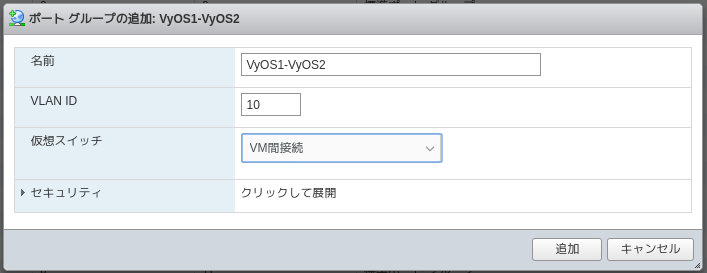 ポート グループの追加: VyOS1-VyOS2
名前
VyOS1-VyOS2
VLAN ID
10
仮想スイッチ
VM間接続
セキュリティ
クリックして展開
追加
キャンセル